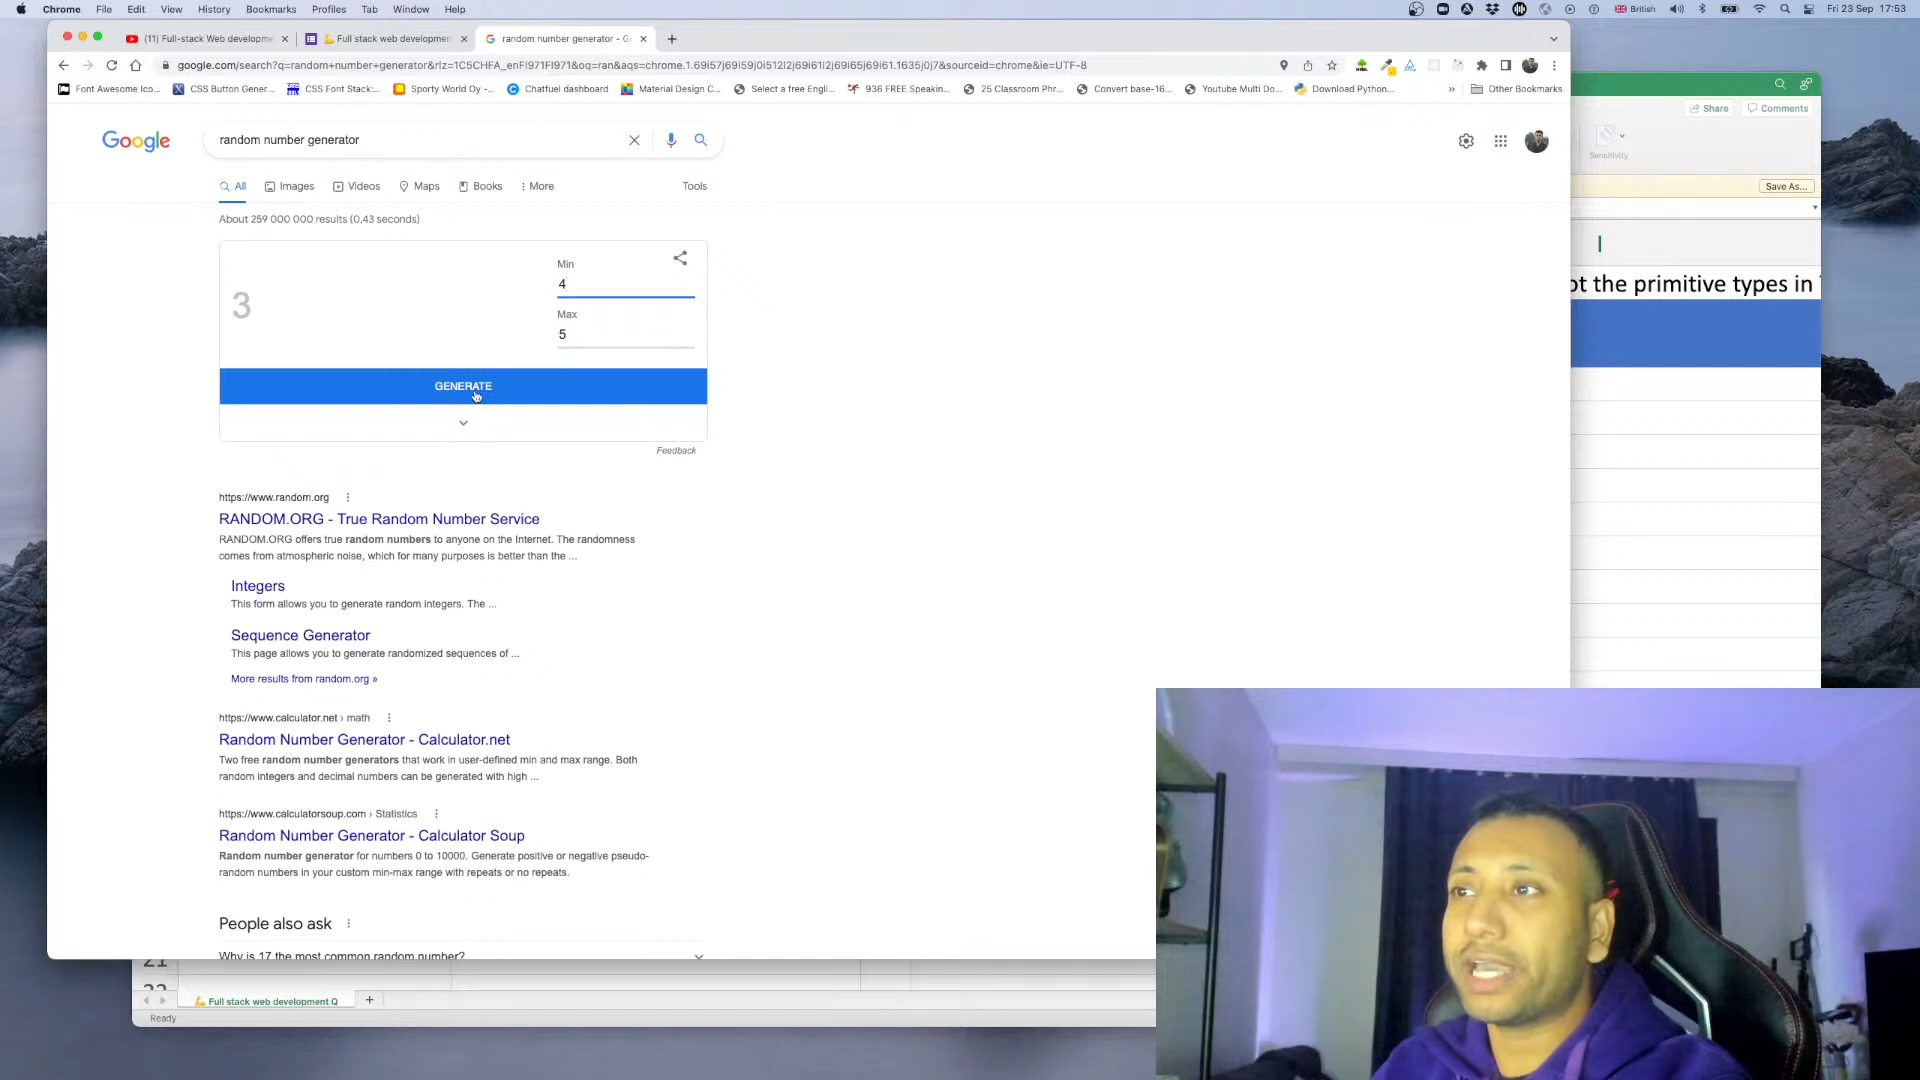 Chrome File Edit View History Bookmarks Profiles Tab Window Help
British Fri 23 Sep 17:53
(11) Full-stack Web developme
Full stack web development
random number generator - G
google.com/search?q=random+number+generator&rlz=1C5CHFA_enFI971FI971&oq=ran&aqs=chrome.1.69i57j69i59j0i512l2j69i61l2j69i65j69i61.1635j0j7&sourceid=chrome&ie=UTF-8
Font Awesome Ico...
CSS Button Gener...
CSS Font Stack:...
Sporty World Oy -...
Chatfuel dashboard
Material Design C...
Select a free Engli...
936 FREE Speakin...
25 Classroom Phr...
Convert base-16...
Youtube Multi Do...
Download Python...
»
Other Bookmarks
Share
Comments
Google
random number generator
Sensitivity
Save As...
All Images Videos Maps Books More Tools
About 259 000 000 results (0,43 seconds)
3
Min
4
Max
5
GENERATE
Feedback
the primitive types in
https://www.random.org
RANDOM.ORG - True Random Number Service
RANDOM.ORG offers true random numbers to anyone on the Internet. The randomness
comes from atmospheric noise, which for many purposes is better than the ...
Integers
This form allows you to generate random integers. The ...
Sequence Generator
This page allows you to generate randomized sequences of ...
More results from random.org »
https://www.calculator.net › math
Random Number Generator - Calculator.net
Two free random number generators that work in user-defined min and max range. Both
random integers and decimal numbers can be generated with high ...
https://www.calculatorsoup.com › Statistics
Random Number Generator - Calculator Soup
Random number generator for numbers 0 to 10000. Generate positive or negative pseudo-
random numbers in your custom min-max range with repeats or no repeats.
People also ask
Why is 17 the most common random number?
Full stack web development Q
+
Ready